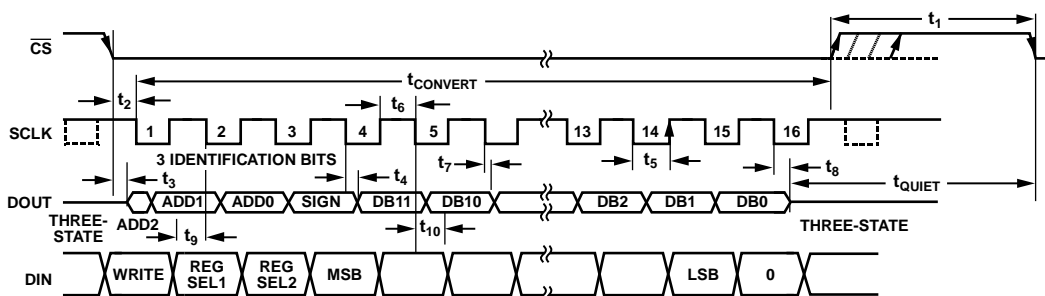 t1
CS
tCONVERT
t2
t6
SCLK
1 2 3 4 5 13 14 15 16
3 IDENTIFICATION BITS
t7
t5
t8
t3
t4
tQUIET
DOUT
ADD1 ADD0 SIGN DB11 DB10 DB2 DB1 DB0
THREE-STATE
ADD2
THREE-STATE
t9
t10
DIN
WRITE REG SEL1 REG SEL2 MSB LSB 0